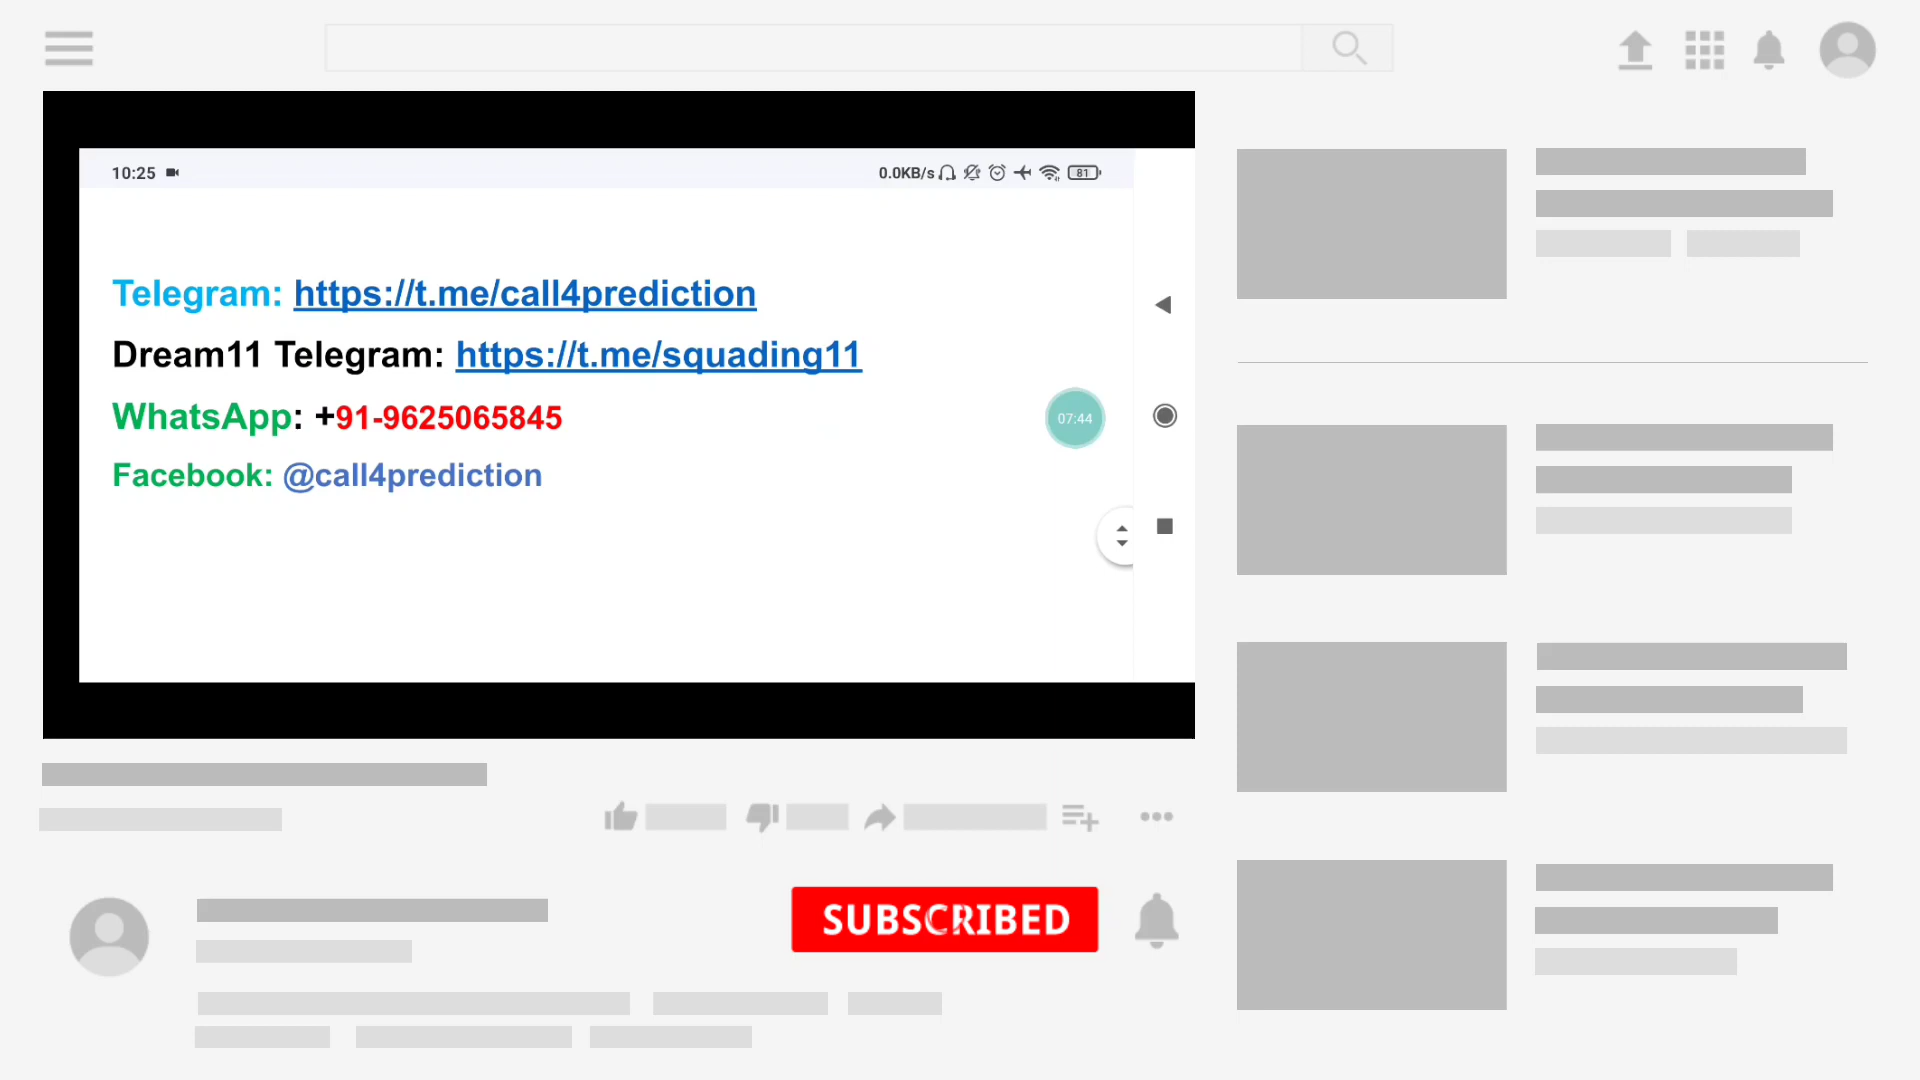 10:25 0.0KB/s 81
Telegram: https://t.me/call4prediction
Dream11 Telegram: https://t.me/squading11
WhatsApp: +91-9625065845
07:44
Facebook: @call4prediction
SUBSCRIBED